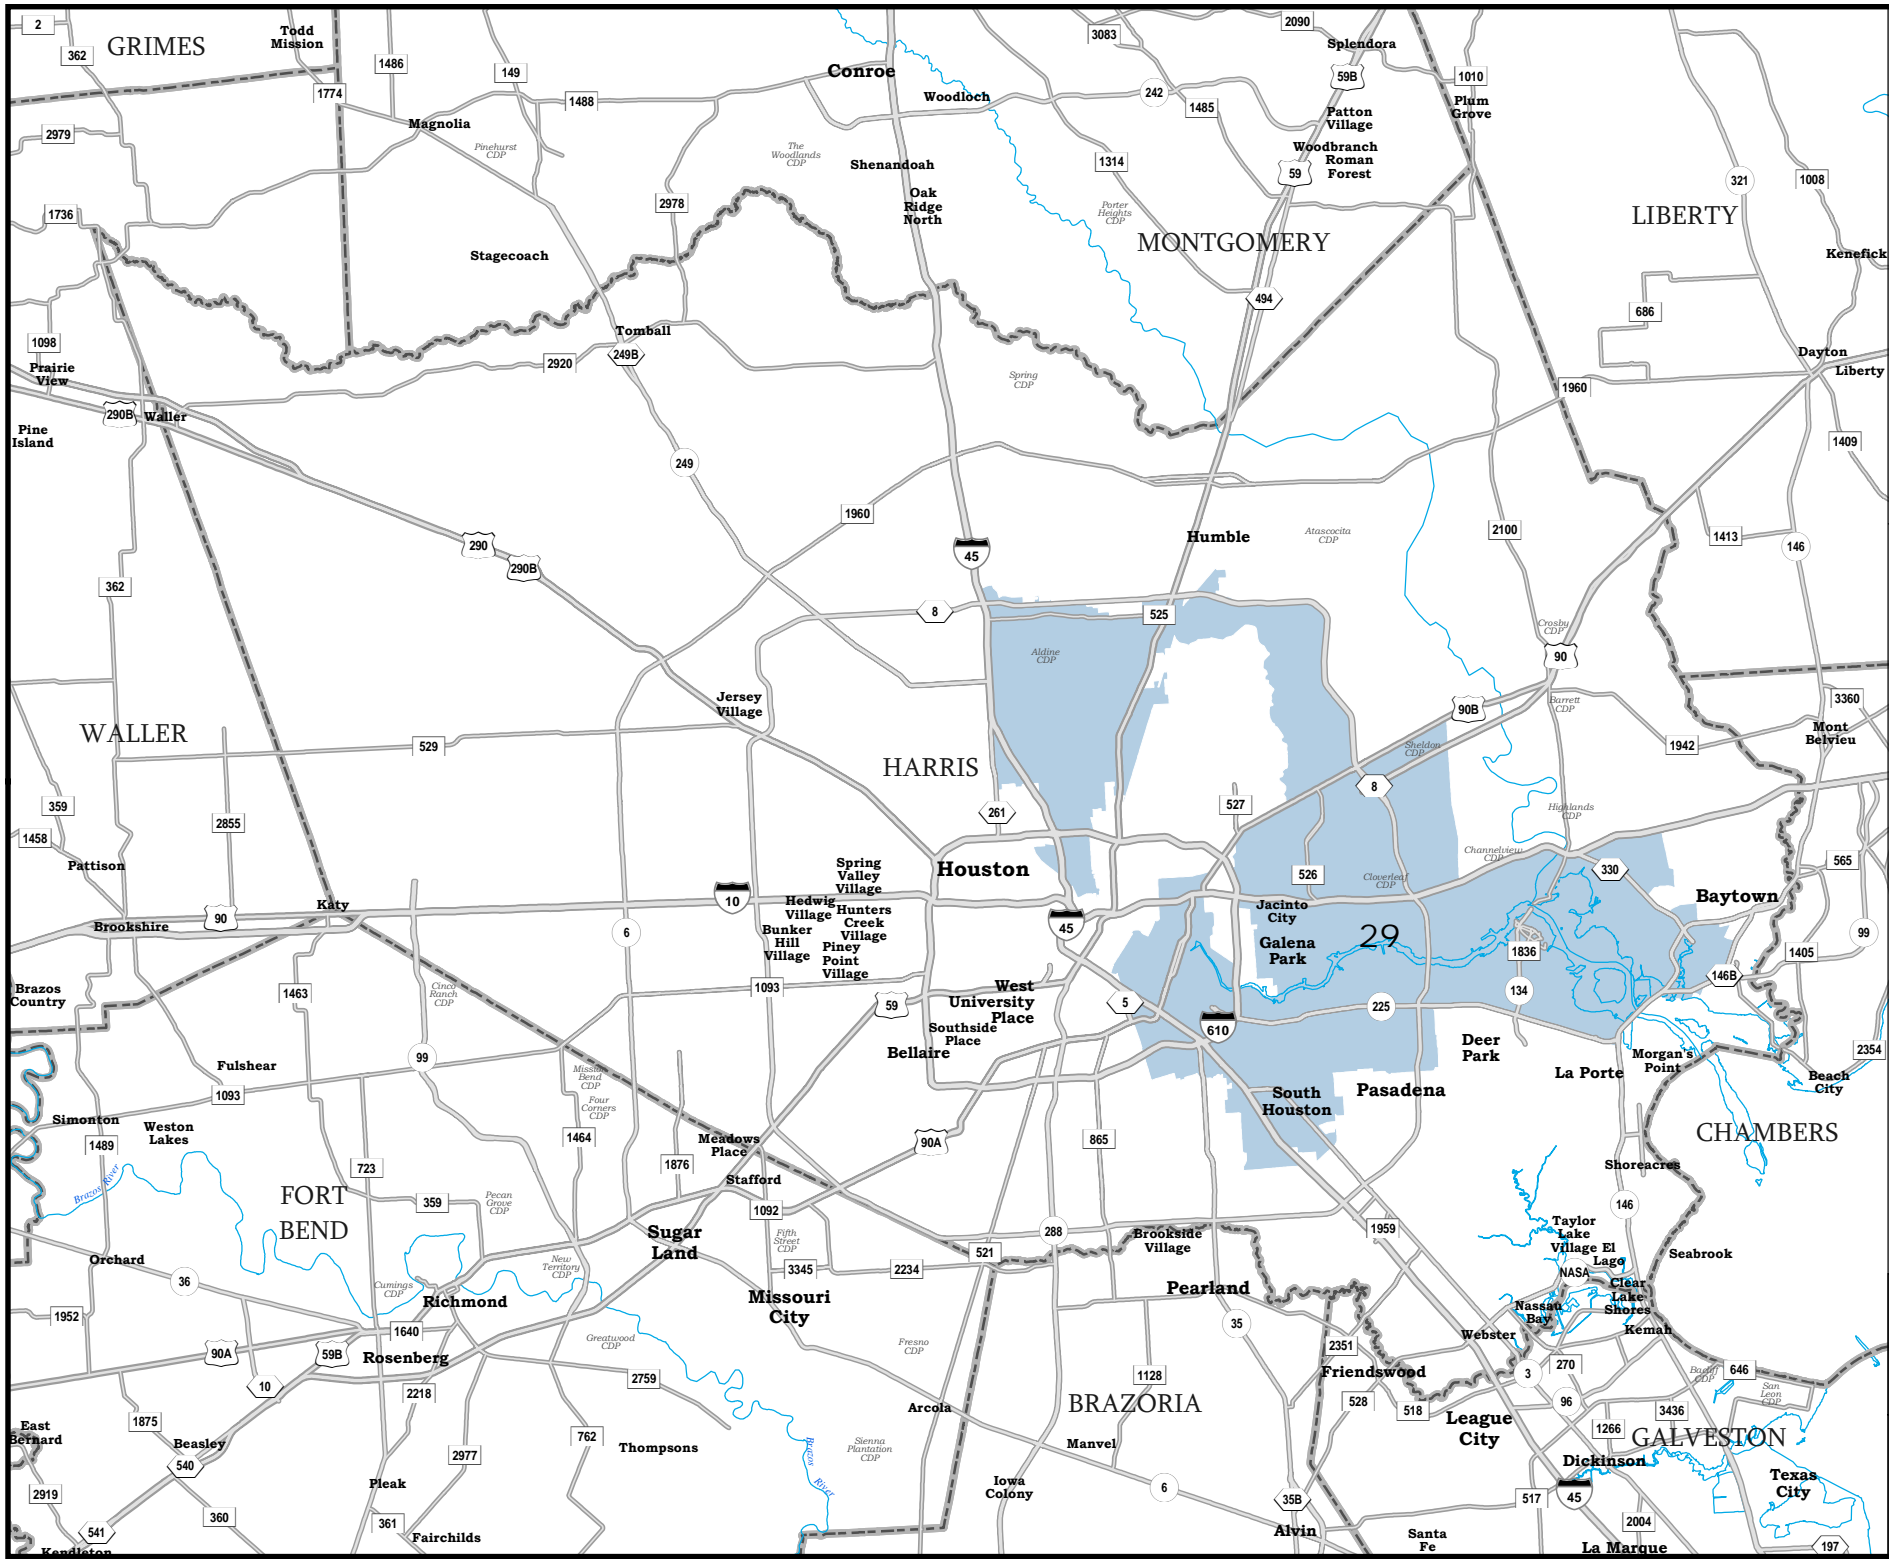 2
GRIMES
Todd
Mission
362
1486
149
1774
1488
Conroe
Woodloch
3083
2090
Splendora
59B
1010
242
1485
Patton
Village
Plum
Grove
2979
Magnolia
Pinehurst
CDP
The
Woodlands
CDP
Shenandoah
1314
Woodbranch
Roman
Forest
59
321
1008
Oak
Ridge
North
2978
1736
Porter
Heights
CDP
MONTGOMERY
LIBERTY
Stagecoach
Kenefick
494
686
Tomball
249B
2920
1098
Prairie
View
Spring
CDP
Dayton
Liberty
1960
290B
Waller
Pine
Island
249
1409
1960
290
290B
45
Humble
Atascocita
CDP
2100
1413
146
362
8
525
Aldine
CDP
Crosby
CDP
90
Jersey
Village
90B
Barrett
CDP
3360
WALLER
529
HARRIS
Sheldon
CDP
1942
Mont
Belvieu
359
2855
1458
Pattison
261
527
8
Highlands
CDP
Spring
Valley
Village
Houston
Channelview
CDP
526
Cloverleaf
CDP
330
565
Baytown
Katy
90
Brookshire
10
Hedwig
Village
Hunters
Creek
Village
Bunker
Hill
Village
Piney
Point
Village
6
45
Jacinto
City
Galena
Park
29
1836
1405
99
146B
Brazos
Country
1463
Cinco
Ranch
CDP
1093
59
West
University
Place
5
134
225
610
Southside
Place
Bellaire
Deer
Park
Fulshear
99
Mission
Bend
CDP
Morgan's
Point
2354
La Porte
Beach
City
1093
Four
Corners
CDP
South
Houston
Pasadena
Simonton
Weston
Lakes
1489
1464
Meadows
Place
90A
865
CHAMBERS
723
1876
Stafford
Shoreacres
Brazos River
FORT
BEND
359
Pecan
Grove
CDP
1092
146
Sugar
Land
Fifth
Street
CDP
521
288
Brookside
Village
1959
Taylor
Lake
Village
El
Lago
Seabrook
Orchard
36
New
Territory
CDP
3345
2234
NASA
Cumings
CDP
Richmond
Missouri
City
Pearland
Clear
Lake
Shores
Nassau
Bay
1952
1640
35
Webster
Kemah
90A
59B
Rosenberg
Greatwood
CDP
Fresno
CDP
2351
Friendswood
3
270
646
Bacliff
CDP
10
2218
2759
1128
BRAZORIA
San
Leon
CDP
528
518
96
3436
Arcola
1875
East
Bernard
Beasley
762
Thompsons
Sienna
Plantation
CDP
Manvel
League
City
1266
GALVESTON
540
2977
Brazos
River
Dickinson
Pleak
Iowa
Colony
6
Texas
City
2919
35B
517
45
360
361
Fairchilds
541
Kendleton
Alvin
Santa
Fe
2004
La Marque
197